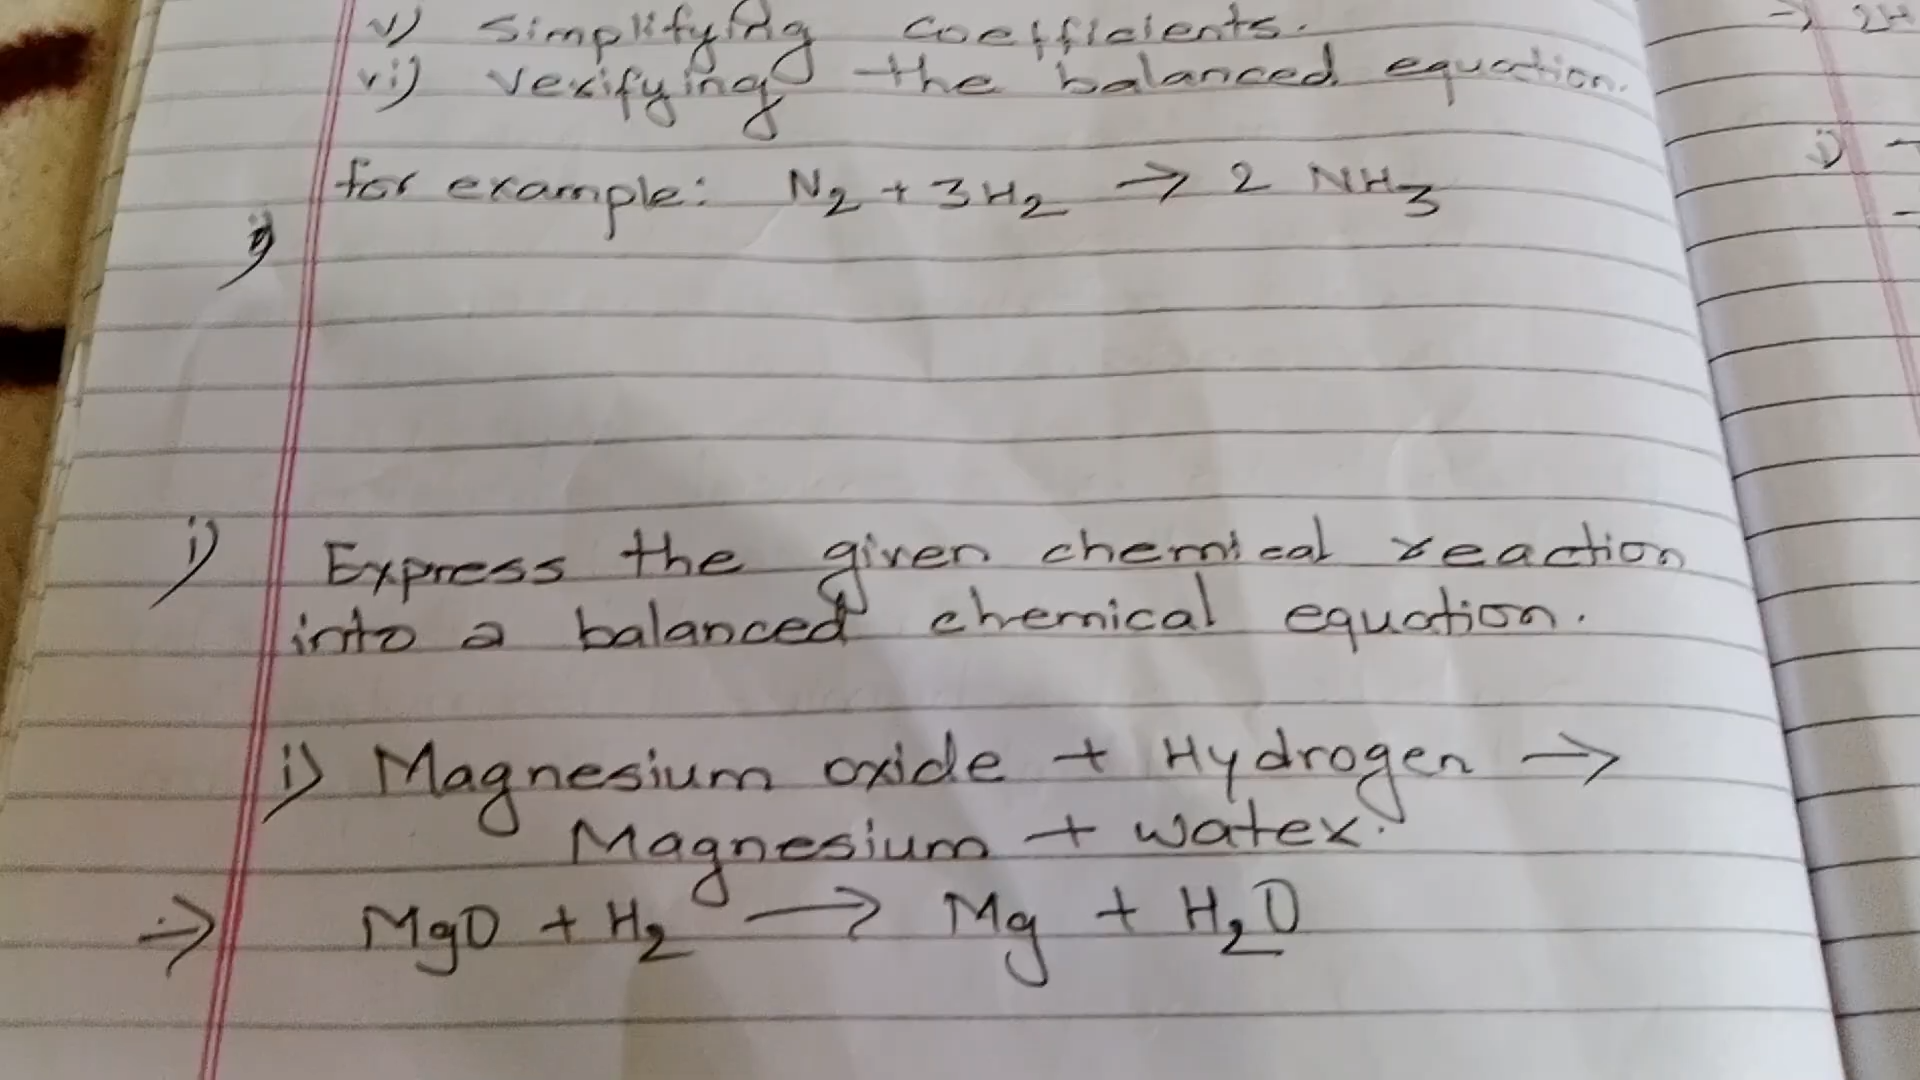 v) Simplifying coefficients.
vi) Verifying the balanced equation.
for example: N₂ + 3H₂ → 2 NH₃
i) Express the given chemical reaction
into a balanced chemical equation.
i) Magnesium oxide + Hydrogen →
Magnesium + water.
⇒ MgO + H₂ → Mg + H₂O
→ 2H
i)